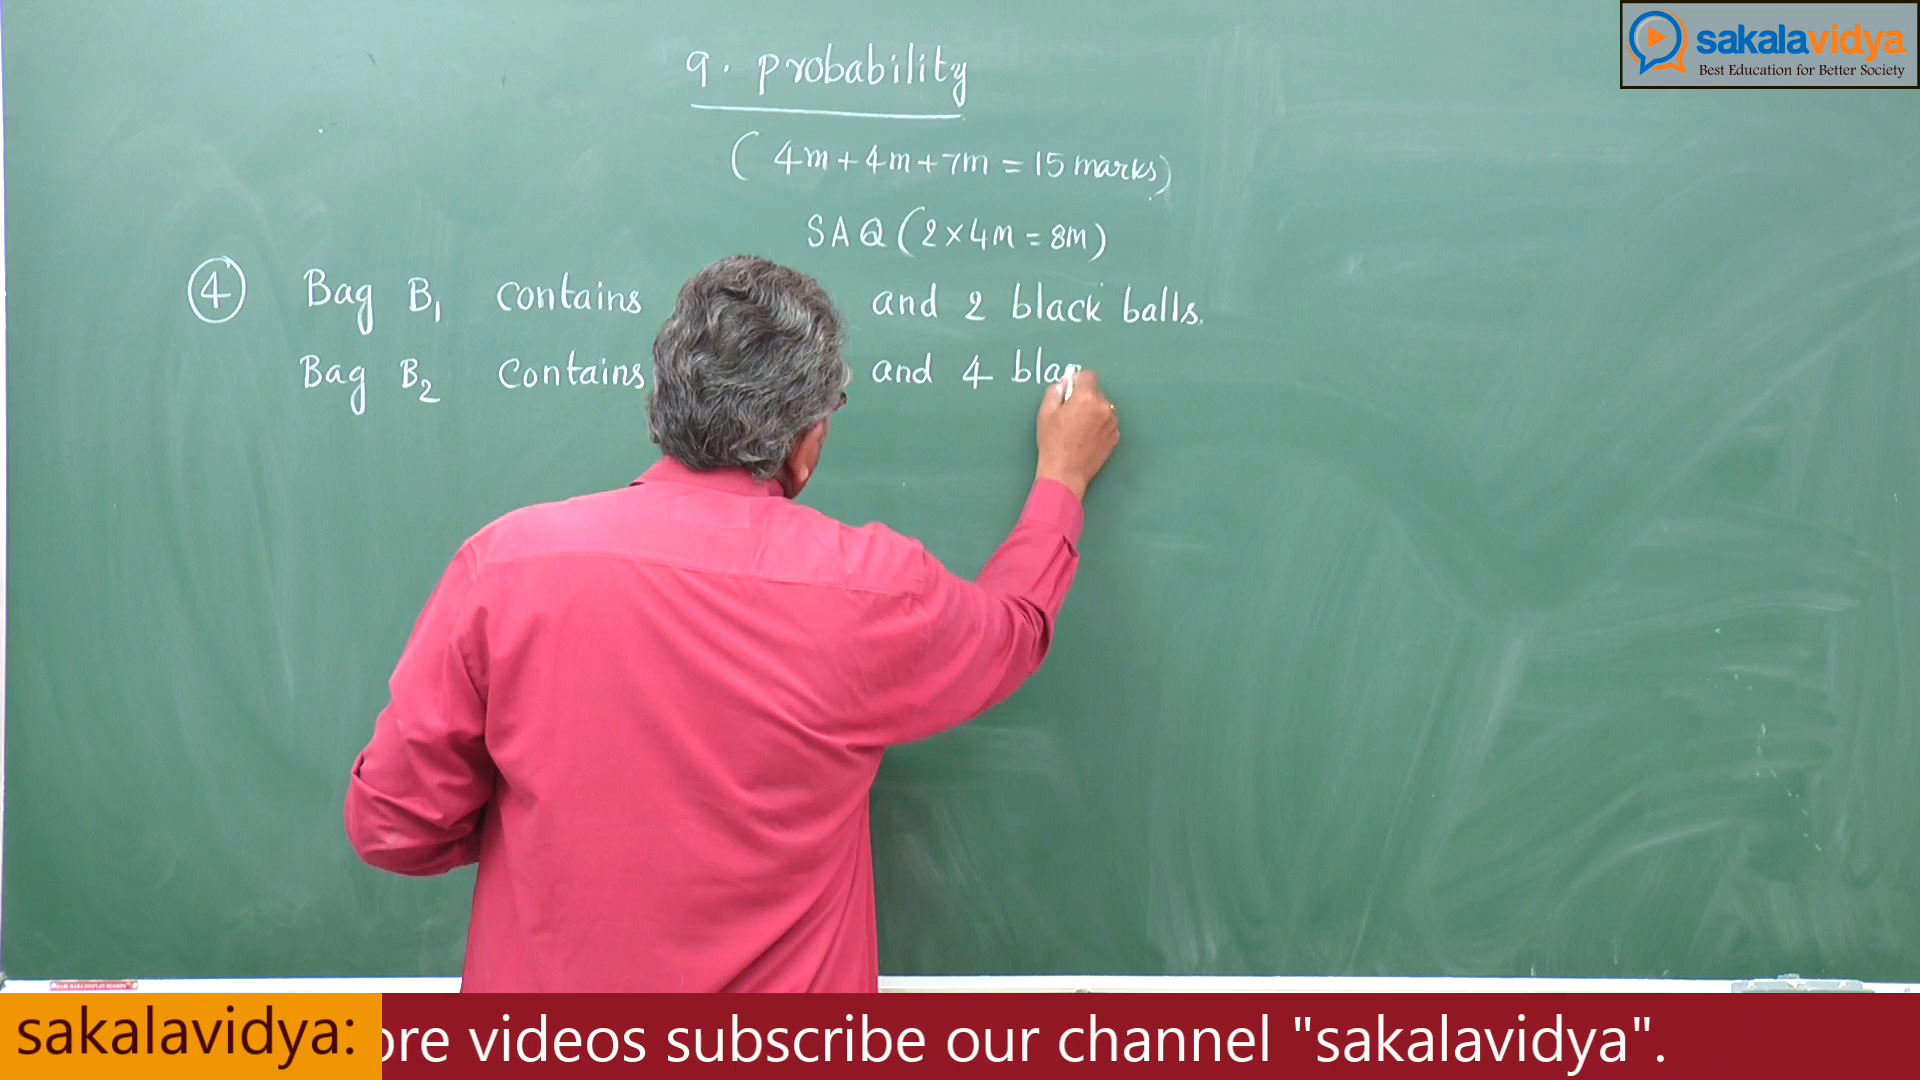 sakalavidya
Best Education for Better Society
9. probability
( 4m + 4m + 7m = 15 marks)
SAQ (2 × 4m = 8m)
4 Bag B1 contains and 2 black balls.
Bag B2 contains and 4 blac
sakalavidya: ore videos subscribe our channel "sakalavidya".